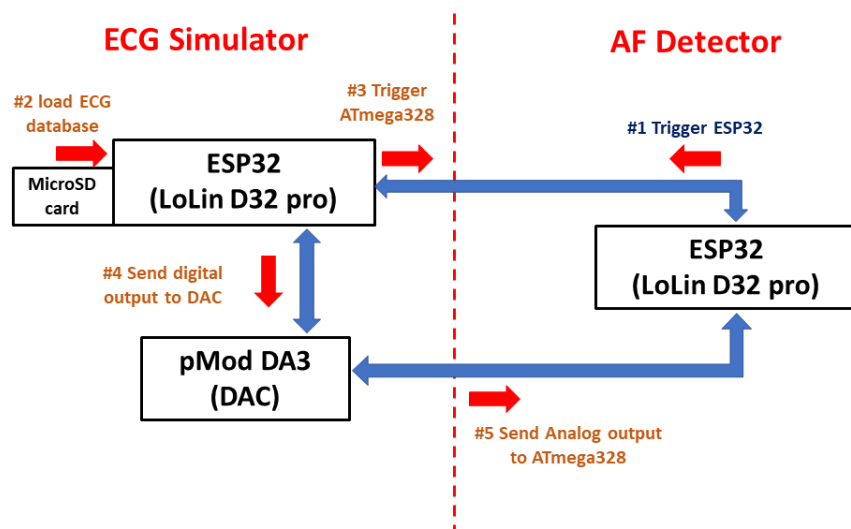 ECG Simulator
AF Detector
#2 load ECG
database
#3 Trigger
ATmega328
#1 Trigger ESP32
MicroSD
card
ESP32
(LoLin D32 pro)
ESP32
(LoLin D32 pro)
#4 Send digital
output to DAC
pMod DA3
(DAC)
#5 Send Analog output
to ATmega328